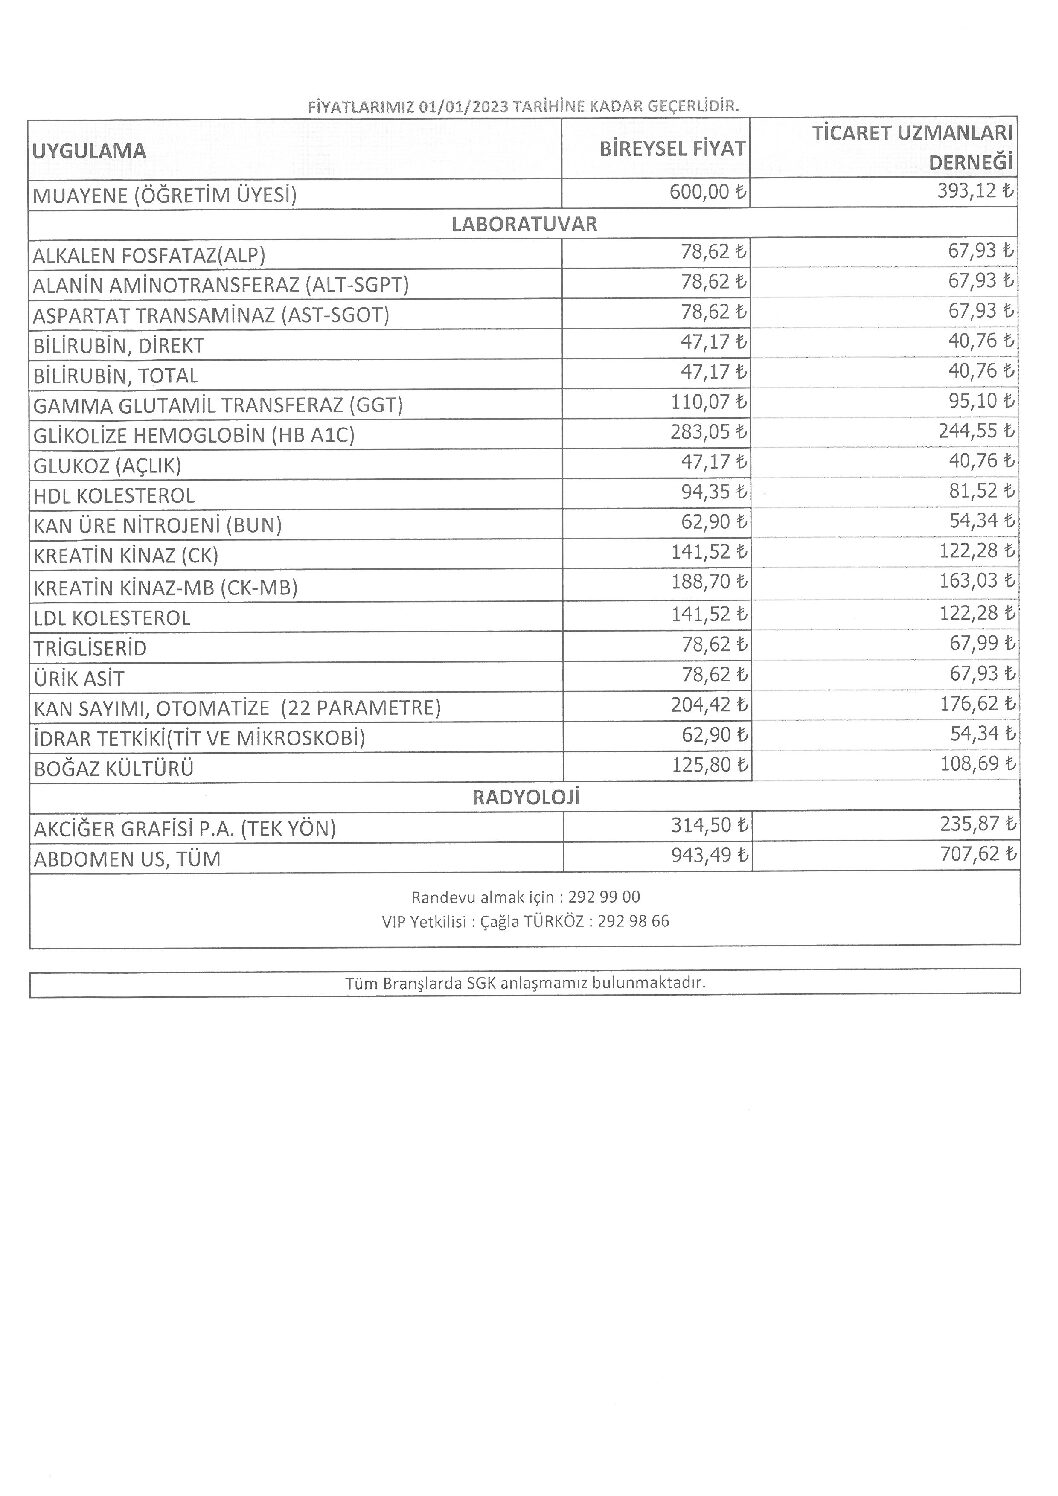 FİYATLARIMIZ 01/01/2023 TARİHİNE KADAR GEÇERLİDİR.
UYGULAMA BİREYSEL FİYAT TİCARET UZMANLARI DERNEĞİ
MUAYENE (ÖĞRETİM ÜYESİ) 600,00 ₺ 393,12 ₺
LABORATUVAR
ALKALEN FOSFATAZ(ALP) 78,62 ₺ 67,93 ₺
ALANİN AMİNOTRANSFERAZ (ALT-SGPT) 78,62 ₺ 67,93 ₺
ASPARTAT TRANSAMİNAZ (AST-SGOT) 78,62 ₺ 67,93 ₺
BİLİRUBİN, DİREKT 47,17 ₺ 40,76 ₺
BİLİRUBİN, TOTAL 47,17 ₺ 40,76 ₺
GAMMA GLUTAMİL TRANSFERAZ (GGT) 110,07 ₺ 95,10 ₺
GLİKOLİZE HEMOGLOBİN (HB A1C) 283,05 ₺ 244,55 ₺
GLUKOZ (AÇLIK) 47,17 ₺ 40,76 ₺
HDL KOLESTEROL 94,35 ₺ 81,52 ₺
KAN ÜRE NİTROJENİ (BUN) 62,90 ₺ 54,34 ₺
KREATİN KİNAZ (CK) 141,52 ₺ 122,28 ₺
KREATİN KİNAZ-MB (CK-MB) 188,70 ₺ 163,03 ₺
LDL KOLESTEROL 141,52 ₺ 122,28 ₺
TRİGLİSERİD 78,62 ₺ 67,99 ₺
ÜRİK ASİT 78,62 ₺ 67,93 ₺
KAN SAYIMI, OTOMATİZE (22 PARAMETRE) 204,42 ₺ 176,62 ₺
İDRAR TETKİKİ(TİT VE MİKROSKOBİ) 62,90 ₺ 54,34 ₺
BOĞAZ KÜLTÜRÜ 125,80 ₺ 108,69 ₺
RADYOLOJİ
AKCİĞER GRAFİSİ P.A. (TEK YÖN) 314,50 ₺ 235,87 ₺
ABDOMEN US, TÜM 943,49 ₺ 707,62 ₺
Randevu almak için : 292 99 00
VIP Yetkilisi : Çağla TÜRKÖZ : 292 98 66
Tüm Branşlarda SGK anlaşmamız bulunmaktadır.